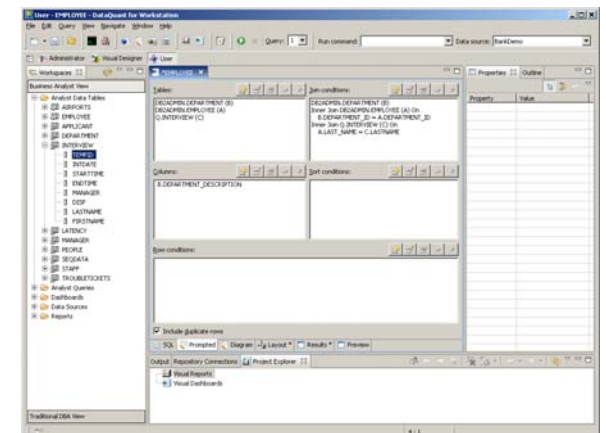 User - EMPLOYEE - DataQuant for Workstation
File Edit Query View Navigate Window Help
Query: 1 Run command: Data source: BankDemo
Administrator Visual Designer User
Workspaces
EMPLOYEE
Properties Outline
Business Analyst View
Property Value
Analyst Data Tables
AIRPORTS
EMPLOYEE
APPLICANT
DEPARTMENT
INTERVIEW
TEMPID
INTDATE
STARTTIME
ENDTIME
MANAGER
DISP
LASTNAME
FIRSTNAME
LATENCY
MANAGER
PEOPLE
SEQDATA
STAFF
TROUBLETICKETS
Analyst Queries
Dashboards
Data Sources
Reports
Traditional DBA View
Tables:
DB2ADMIN.DEPARTMENT (B)
DB2ADMIN.EMPLOYEE (A)
Q.INTERVIEW (C)
Join conditions:
DB2ADMIN.DEPARTMENT (B)
Inner Join DB2ADMIN.EMPLOYEE (A) On
B.DEPARTMENT_ID = A.DEPARTMENT_ID
Inner Join Q.INTERVIEW (C) On
A.LAST_NAME = C.LASTNAME
Columns:
B.DEPARTMENT_DESCRIPTION
Sort conditions:
Row conditions:
Include duplicate rows
SQL Prompted Diagram Layout * Results * Preview
Output Repository Connections Project Explorer
Visual Reports
Visual Dashboards